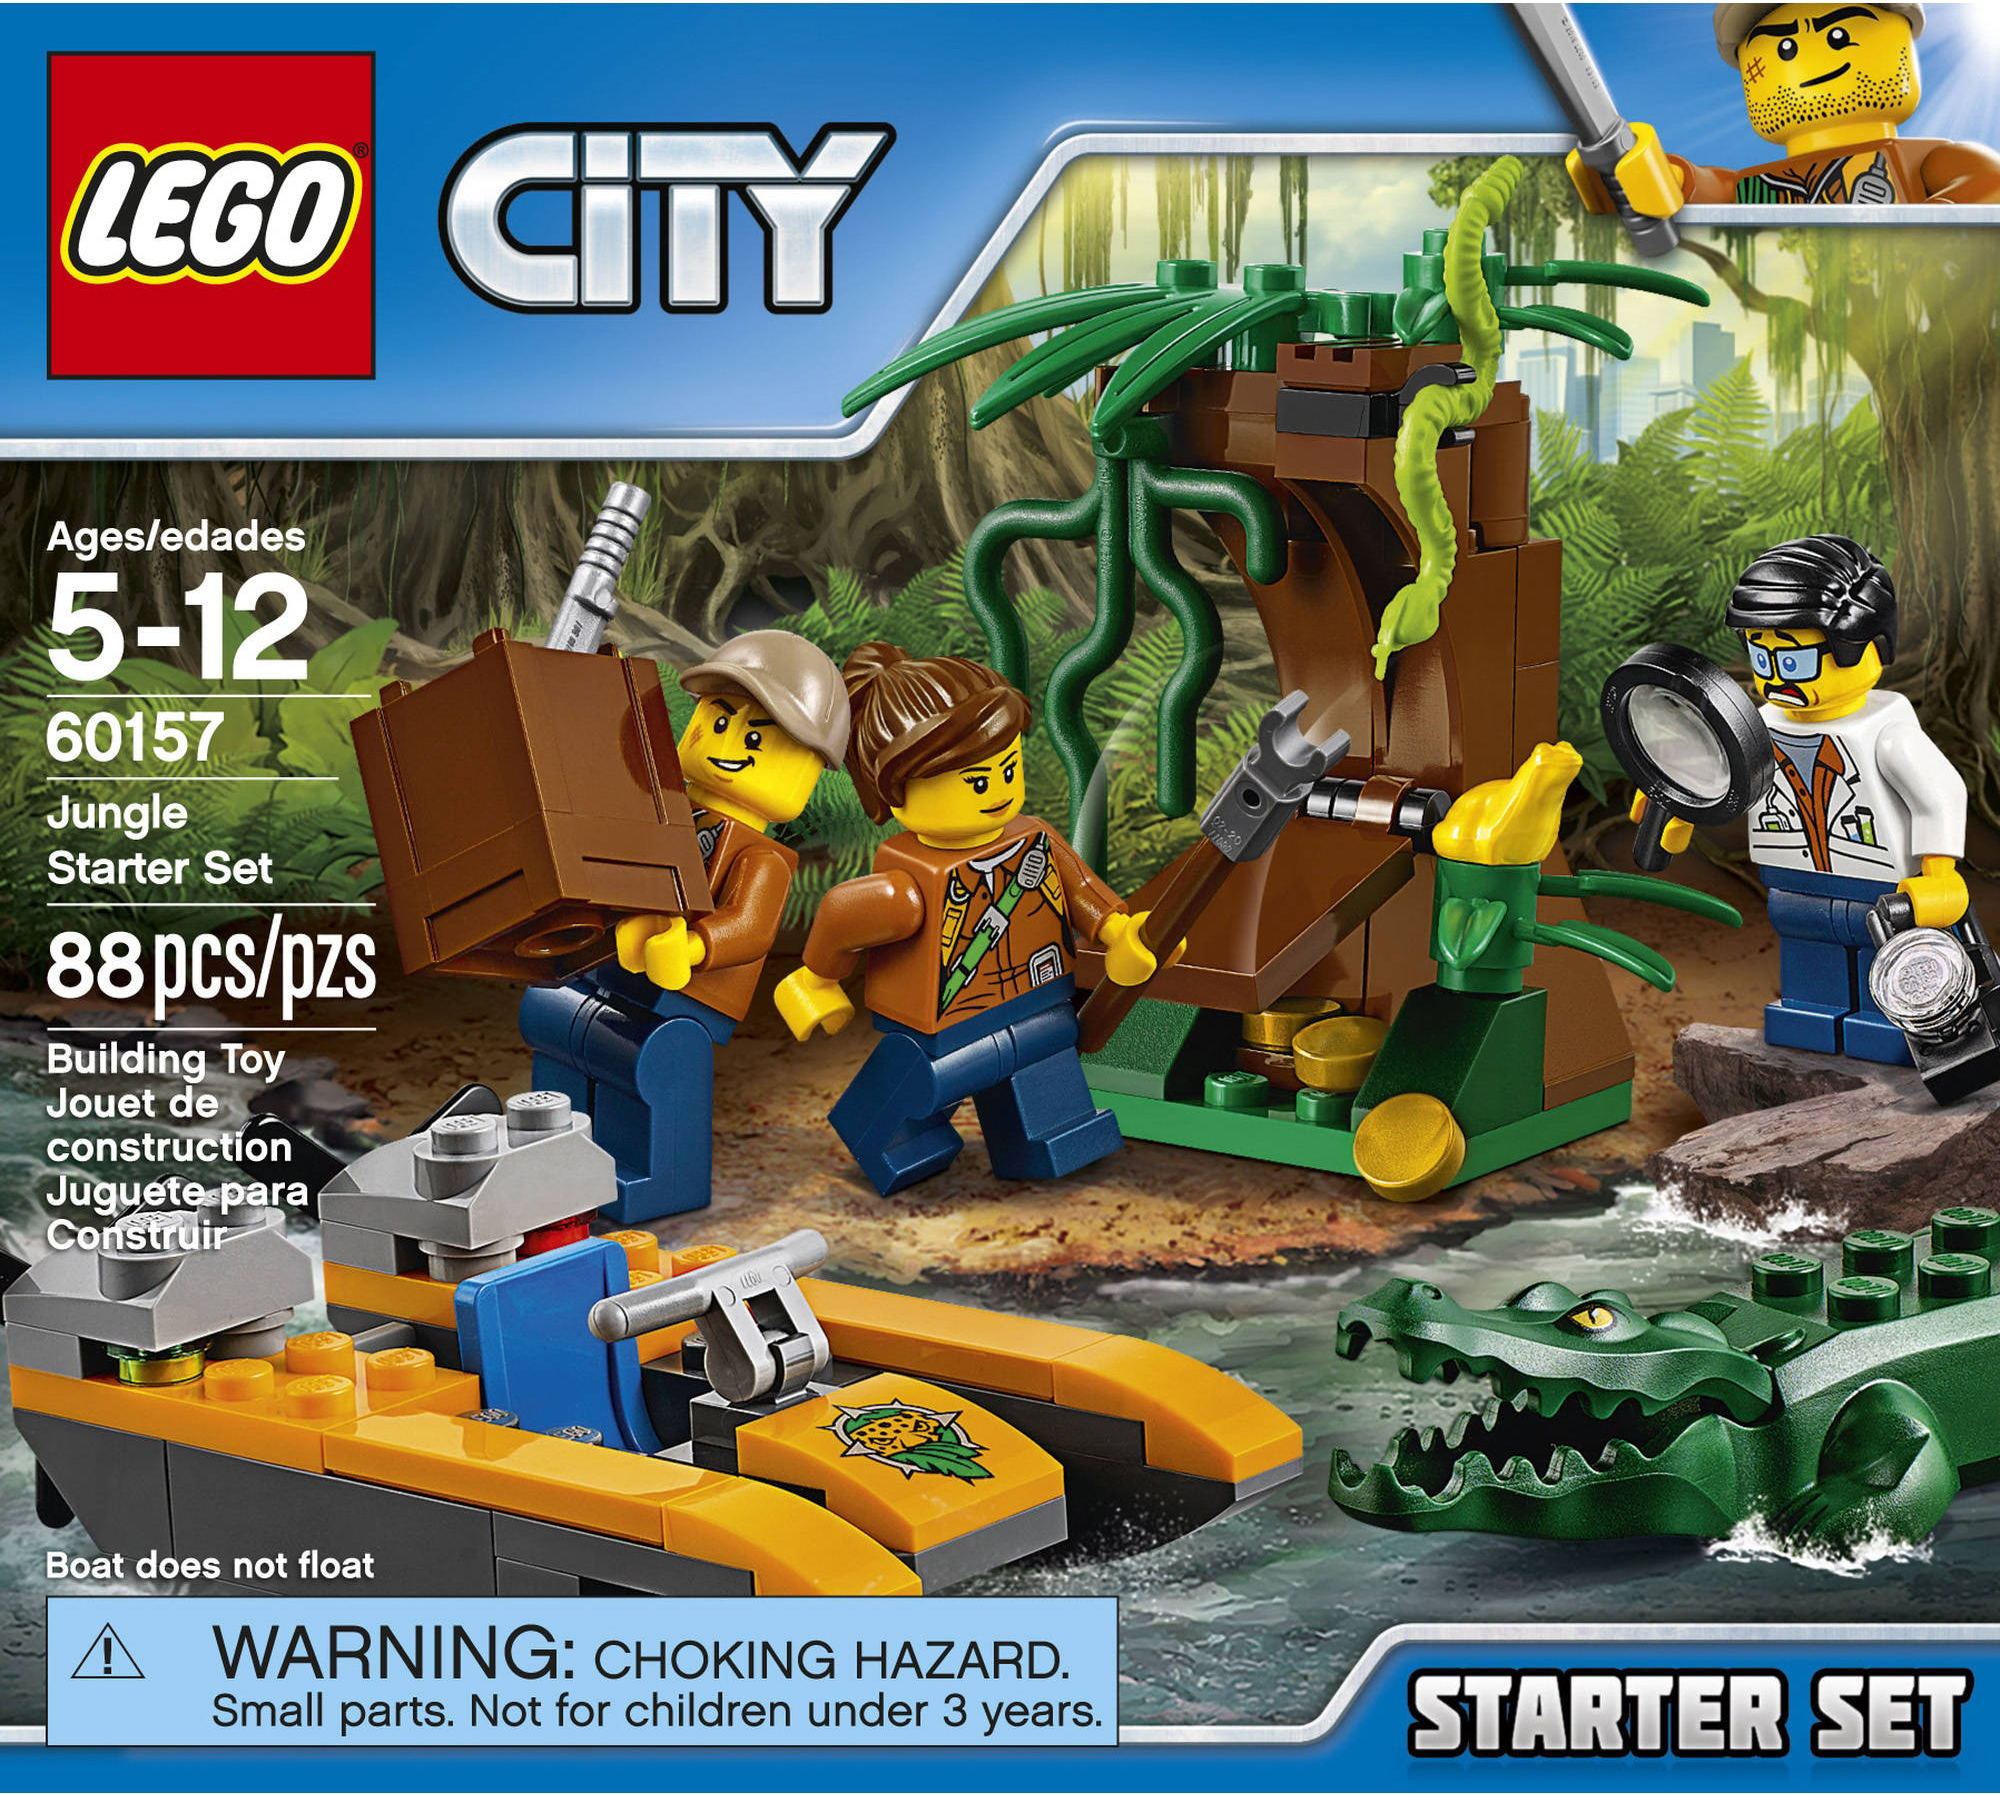 LEGO®
CITY
Ages/edades
5-12
60157
Jungle
Starter Set
88 pcs/pzs
Building Toy
Jouet de
construction
Juguete para
Construir
Boat does not float
WARNING: CHOKING HAZARD.
Small parts. Not for children under 3 years.
STARTER SET